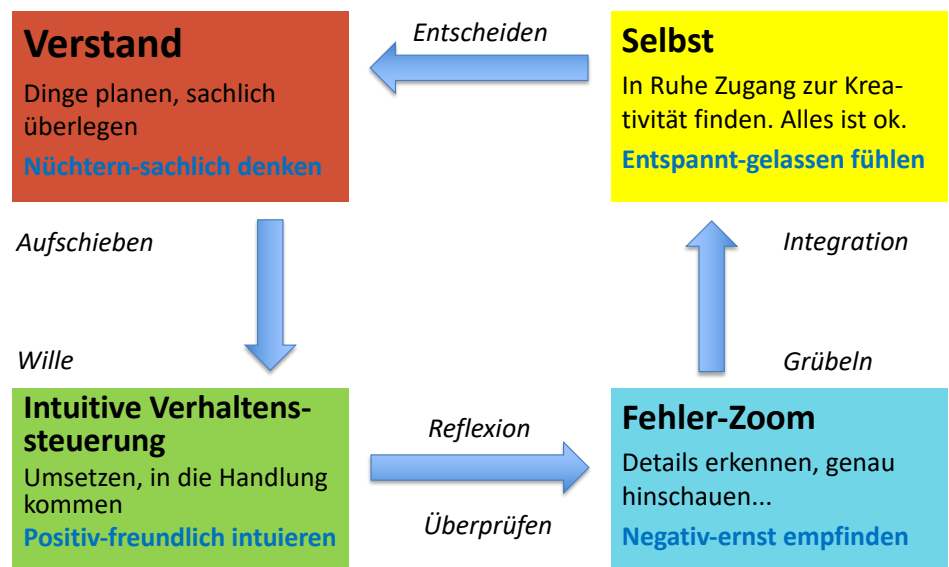 Verstand
Dinge planen, sachlich
überlegen
Nüchtern-sachlich denken
Entscheiden
Selbst
In Ruhe Zugang zur Krea-
tivität finden. Alles ist ok.
Entspannt-gelassen fühlen
Aufschieben
Wille
Integration
Grübeln
Intuitive Verhaltens-
steuerung
Umsetzen, in die Handlung
kommen
Positiv-freundlich intuieren
Reflexion
Überprüfen
Fehler-Zoom
Details erkennen, genau
hinschauen...
Negativ-ernst empfinden